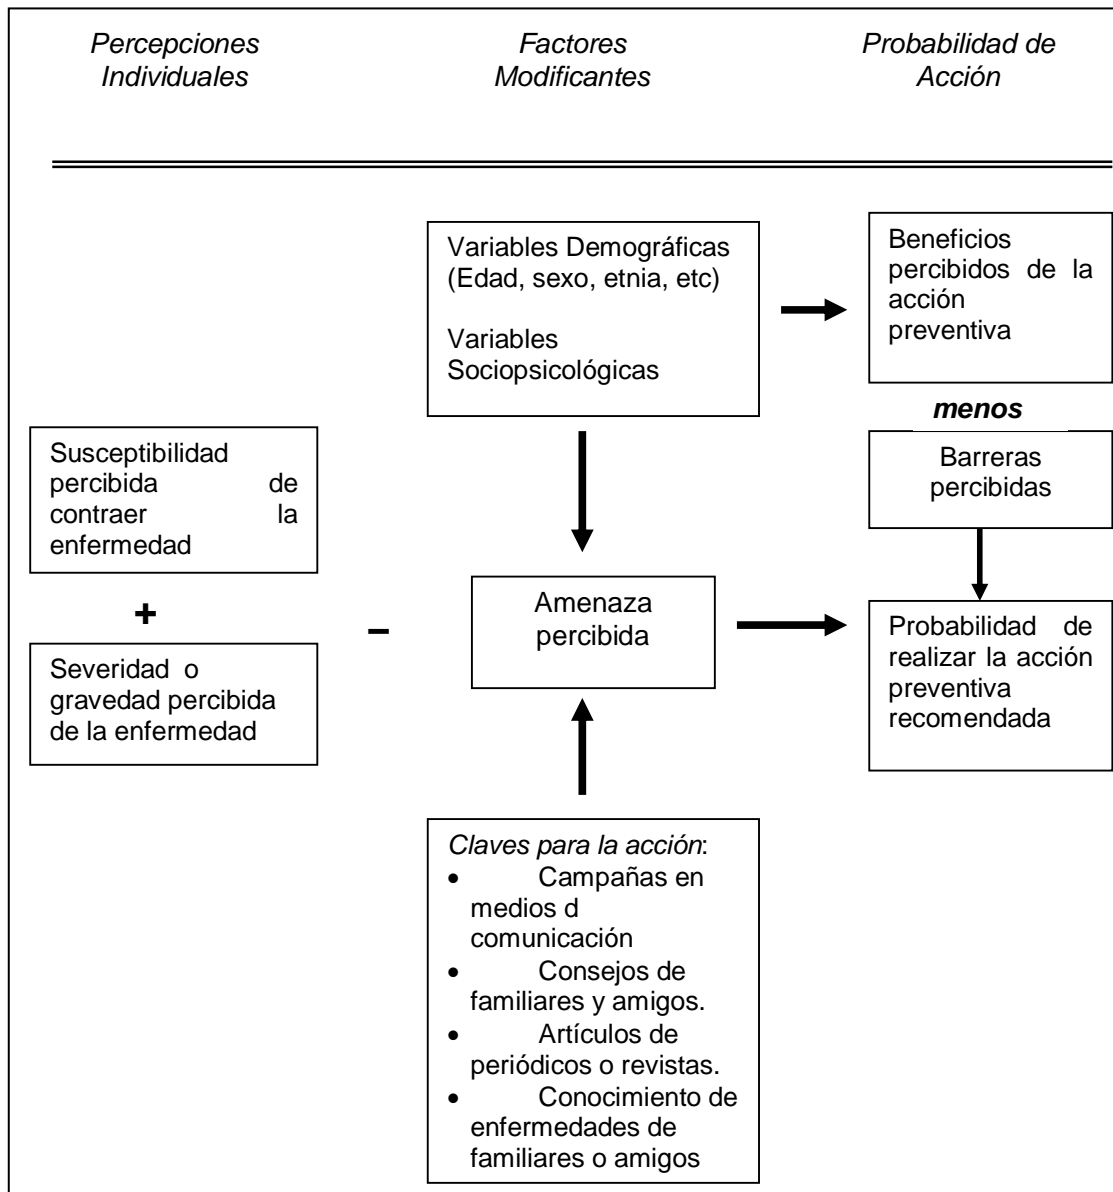 Percepciones
Individuales
Factores
Modificantes
Probabilidad de
Acción
Variables Demográficas
(Edad, sexo, etnia, etc)
Variables
Sociopsicológicas
Beneficios
percibidos de la
acción
preventiva
menos
Barreras
percibidas
Susceptibilidad
percibida de
contraer la
enfermedad
+
Severidad o
gravedad percibida
de la enfermedad
–
Amenaza
percibida
Probabilidad de
realizar la acción
preventiva
recomendada
Claves para la acción:
• Campañas en
medios d
comunicación
• Consejos de
familiares y amigos.
• Artículos de
periódicos o revistas.
• Conocimiento de
enfermedades de
familiares o amigos